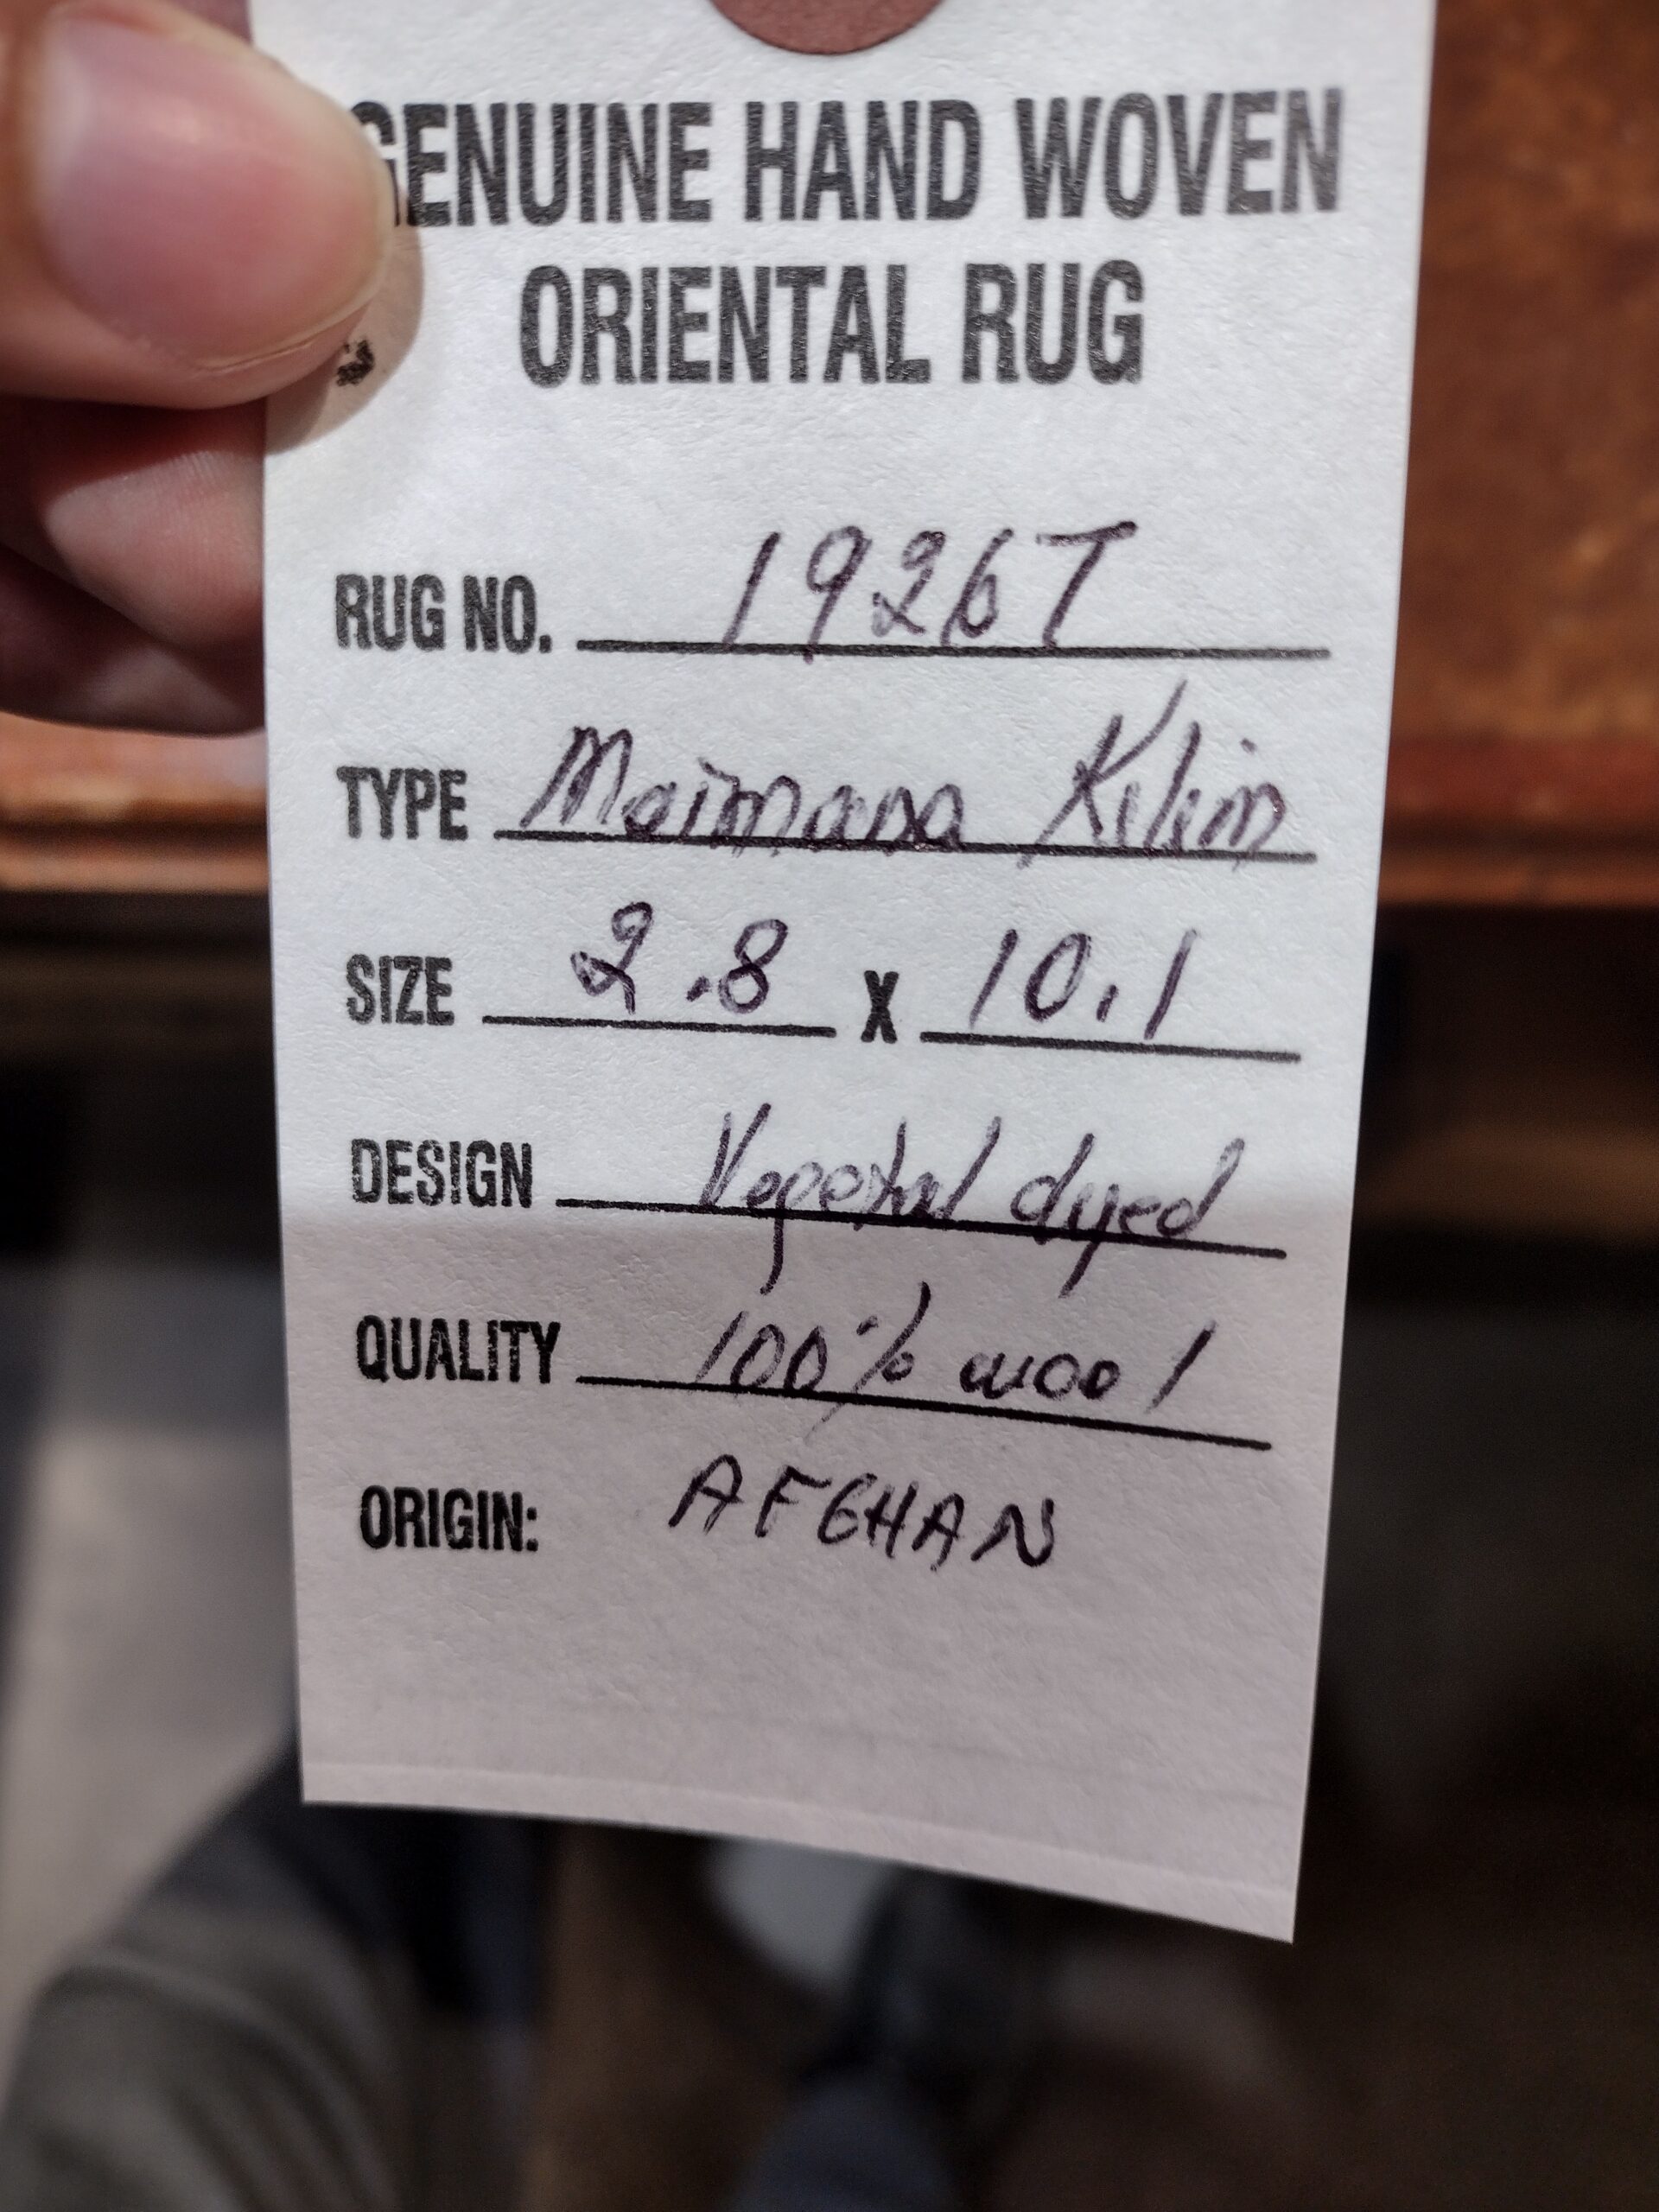 GENUINE HAND WOVEN
ORIENTAL RUG
RUG NO. 1926T
TYPE Maimana Kilim
SIZE 2.8 X 10.1
DESIGN Vegetal dyed
QUALITY 100% wool
ORIGIN: AFGHAN